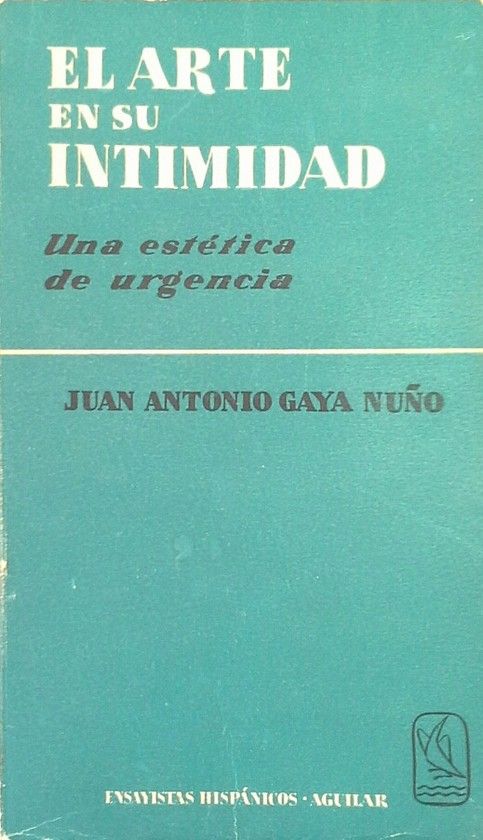 EL ARTE
EN SU
INTIMIDAD
Una estética
de urgencia
JUAN ANTONIO GAYA NUÑO
ENSAYISTAS HISPÁNICOS · AGUILAR